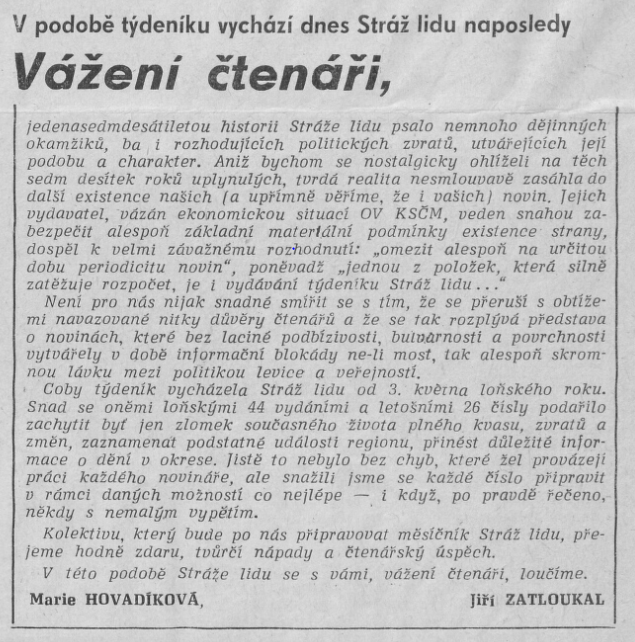 V podobě týdeníku vychází dnes Stráž lidu naposledy
Vážení čtenáři,
jedenasedmdesátiletou historii Stráže lidu psalo nemnoho dějinných
okamžiků, ba i rozhodujících politických zvratů, utvářejících její
podobu a charakter. Aniž bychom se nostalgicky ohlíželi na těch
sedm desítek roků uplynulých, tvrdá realita nesmlouvavě zasáhla do
další existence našich (a upřímně věříme, že i vašich) novin. Jejich
vydavatel, vázán ekonomickou situací OV KSČM, veden snahou za-
bezpečit alespoň základní materiální podmínky existence strany,
dospěl k velmi závažnému rozhodnutí: „omezit alespoň na určitou
dobu periodicitu novin“, poněvadž „jednou z položek, která silně
zatěžuje rozpočet, je i vydávání týdeníku Stráž lidu...“
Není pro nás nijak snadné smířit se s tím, že se přeruší s obtíže-
mi navazované nitky důvěry čtenářů a že se tak rozplývá představa
o novinách, které bez laciné podbízivosti, bulvárnosti a povrchnosti
vytvářely v době informační blokády ne-li most, tak alespoň skrom-
nou lávku mezi politikou levice a veřejností.
Coby týdeník vycházela Stráž lidu od 3. května loňského roku.
Snad se oněmi loňskými 44 vydáními a letošními 26 čísly podařilo
zachytit byť jen zlomek současného života plného kvasu, zvratů a
změn, zaznamenat podstatné události regionu, přinést důležité infor-
mace o dění v okrese. Jistě to nebylo bez chyb, které žel provázejí
práci každého novináře, ale snažili jsme se každé číslo připravit
v rámci daných možností co nejlépe — i když, po pravdě řečeno,
někdy s nemalým vypětím.
Kolektivu, který bude po nás připravovat měsíčník Stráž lidu, pře-
jeme hodně zdaru, tvůrčí nápady a čtenářský úspěch.
V této podobě Stráže lidu se s vámi, vážení čtenáři, loučíme.
Marie HOVADÍKOVÁ, Jiří ZATLOUKAL